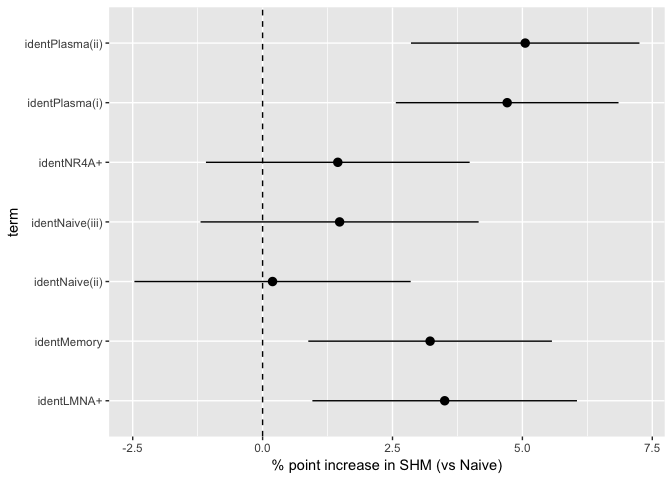 identPlasma(ii)
identPlasma(i)
identNR4A+
identNaive(iii)
identNaive(ii)
identMemory
identLMNA+
term
-2.5 0.0 2.5 5.0 7.5
% point increase in SHM (vs Naive)